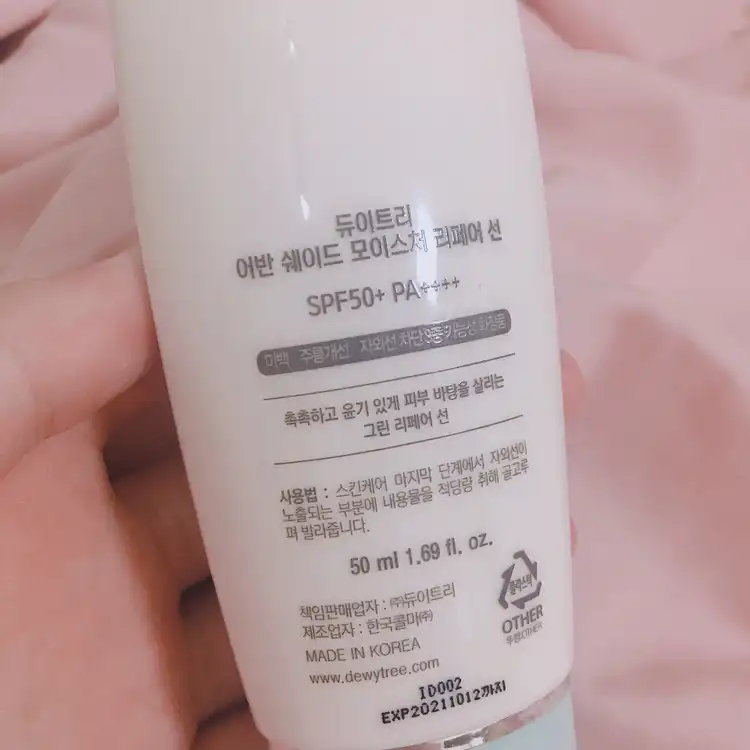 듀이트리
어반 쉐이드 모이스처 리페어 선
SPF50+ PA++++
미백 주름개선 자외선 차단 3중 기능성 화장품
촉촉하고 윤기 있게 피부 바탕을 살리는
그린 리페어 선
사용법 : 스킨케어 마지막 단계에서 자외선이
노출되는 부분에 내용물을 적당량 취해 골고루
펴 발라줍니다.
50 ml 1.69 fl. oz.
책임판매업자 : ㈜듀이트리
제조업자 : 한국콜마㈜
MADE IN KOREA
www.dewytree.com
플라스틱
OTHER
뚜껑:OTHER
ID002
EXP20211012까지